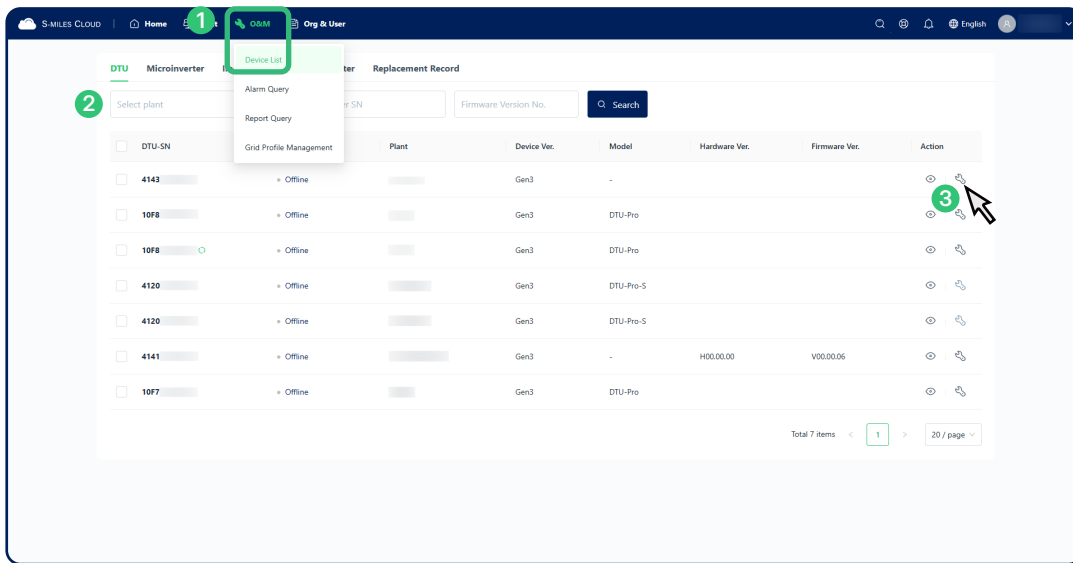 S-MILES CLOUD Home 1 t O&M Org & User English
DTU Microinverter Device List ter Replacement Record
2 Select plant Alarm Query r SN Firmware Version No. Search
Report Query
DTU-SN Grid Profile Management Plant Device Ver. Model Hardware Ver. Firmware Ver. Action
4143 Offline Gen3 -
3
10F8 Offline Gen3 DTU-Pro
10F8 Offline Gen3 DTU-Pro
4120 Offline Gen3 DTU-Pro-S
4120 Offline Gen3 DTU-Pro-S
4141 Offline Gen3 - H00.00.00 V00.00.06
10F7 Offline Gen3 DTU-Pro
Total 7 items < 1 > 20 / page